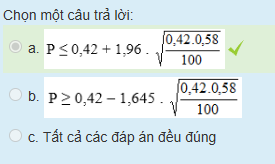 Chọn một câu trả lời:
a. P ≤ 0,42 + 1,96 . √(0,42.0,58 / 100)
b. P ≥ 0,42 − 1,645 . √(0,42.0,58 / 100)
c. Tất cả các đáp án đều đúng